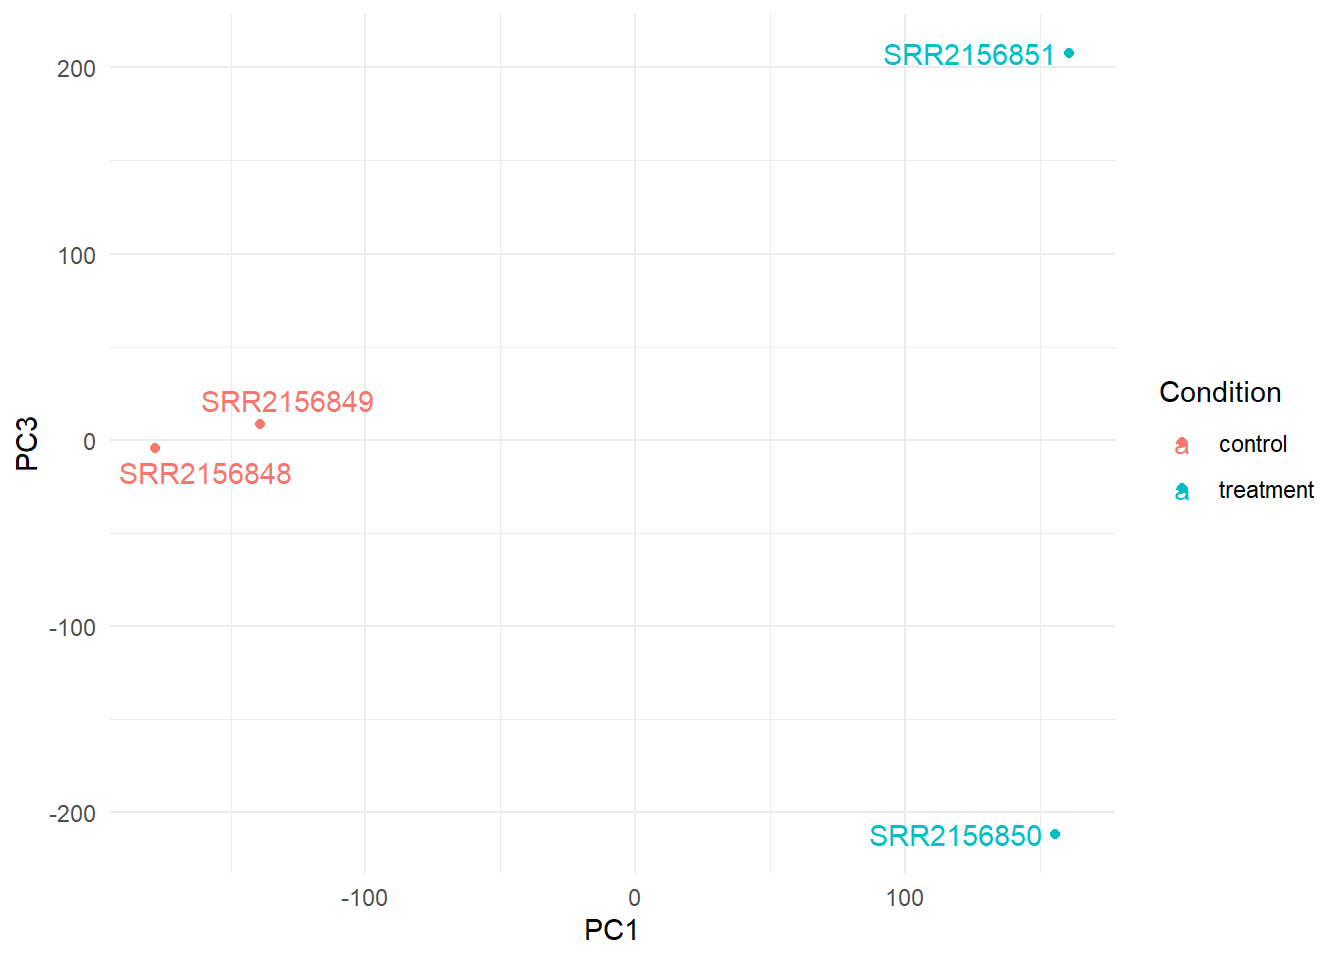 SRR2156851
200
100
SRR2156849
0
SRR2156848
-100
-200
SRR2156850
-100
0
100
PC1
PC3
Condition
a control
a treatment